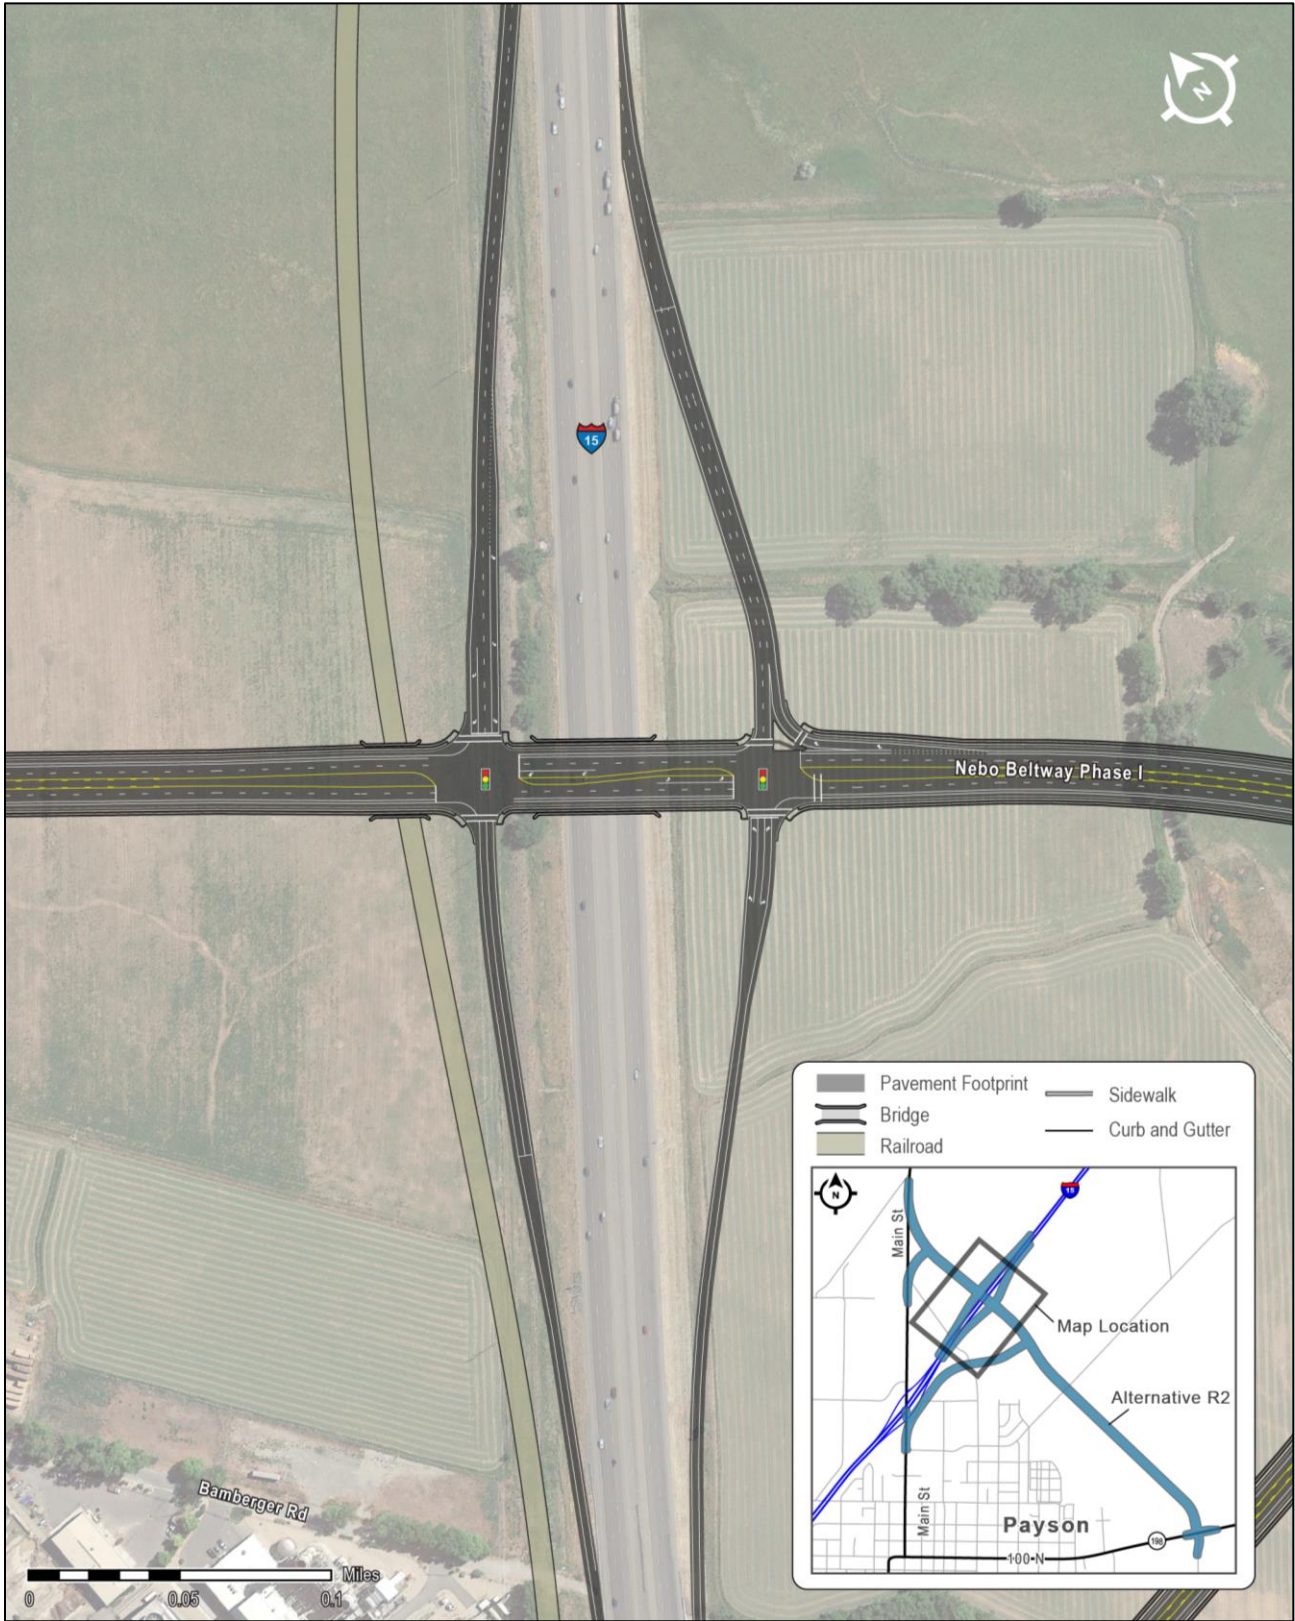 N
15
Nebo Beltway Phase I
Pavement Footprint
Bridge
Railroad
Sidewalk
Curb and Gutter
N
15
Main St
Map Location
Alternative R2
Main St
Payson
198
100 N
Bamberger Rd
Miles
0
0.05
0.1